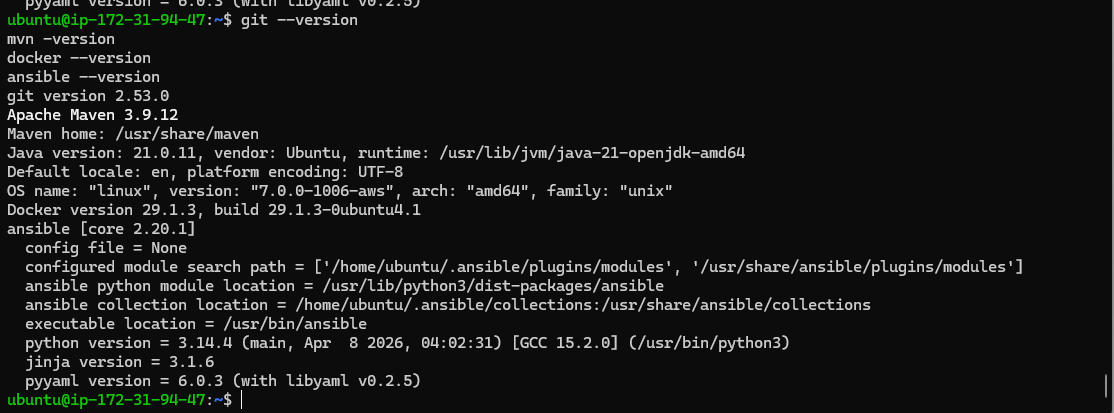 pyyaml version = 6.0.3 (with libyaml v0.2.5)
ubuntu@ip-172-31-94-47:~$ git --version
mvn -version
docker --version
ansible --version
git version 2.53.0
Apache Maven 3.9.12
Maven home: /usr/share/maven
Java version: 21.0.11, vendor: Ubuntu, runtime: /usr/lib/jvm/java-21-openjdk-amd64
Default locale: en, platform encoding: UTF-8
OS name: "linux", version: "7.0.0-1006-aws", arch: "amd64", family: "unix"
Docker version 29.1.3, build 29.1.3-0ubuntu4.1
ansible [core 2.20.1]
  config file = None
  configured module search path = ['/home/ubuntu/.ansible/plugins/modules', '/usr/share/ansible/plugins/modules']
  ansible python module location = /usr/lib/python3/dist-packages/ansible
  ansible collection location = /home/ubuntu/.ansible/collections:/usr/share/ansible/collections
  executable location = /usr/bin/ansible
  python version = 3.14.4 (main, Apr  8 2026, 04:02:31) [GCC 15.2.0] (/usr/bin/python3)
  jinja version = 3.1.6
  pyyaml version = 6.0.3 (with libyaml v0.2.5)
ubuntu@ip-172-31-94-47:~$